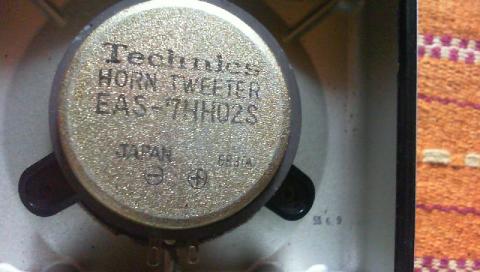 Technics
HORN TWEETER
EAS-7HH02S
JAPAN
⊖ ⊕